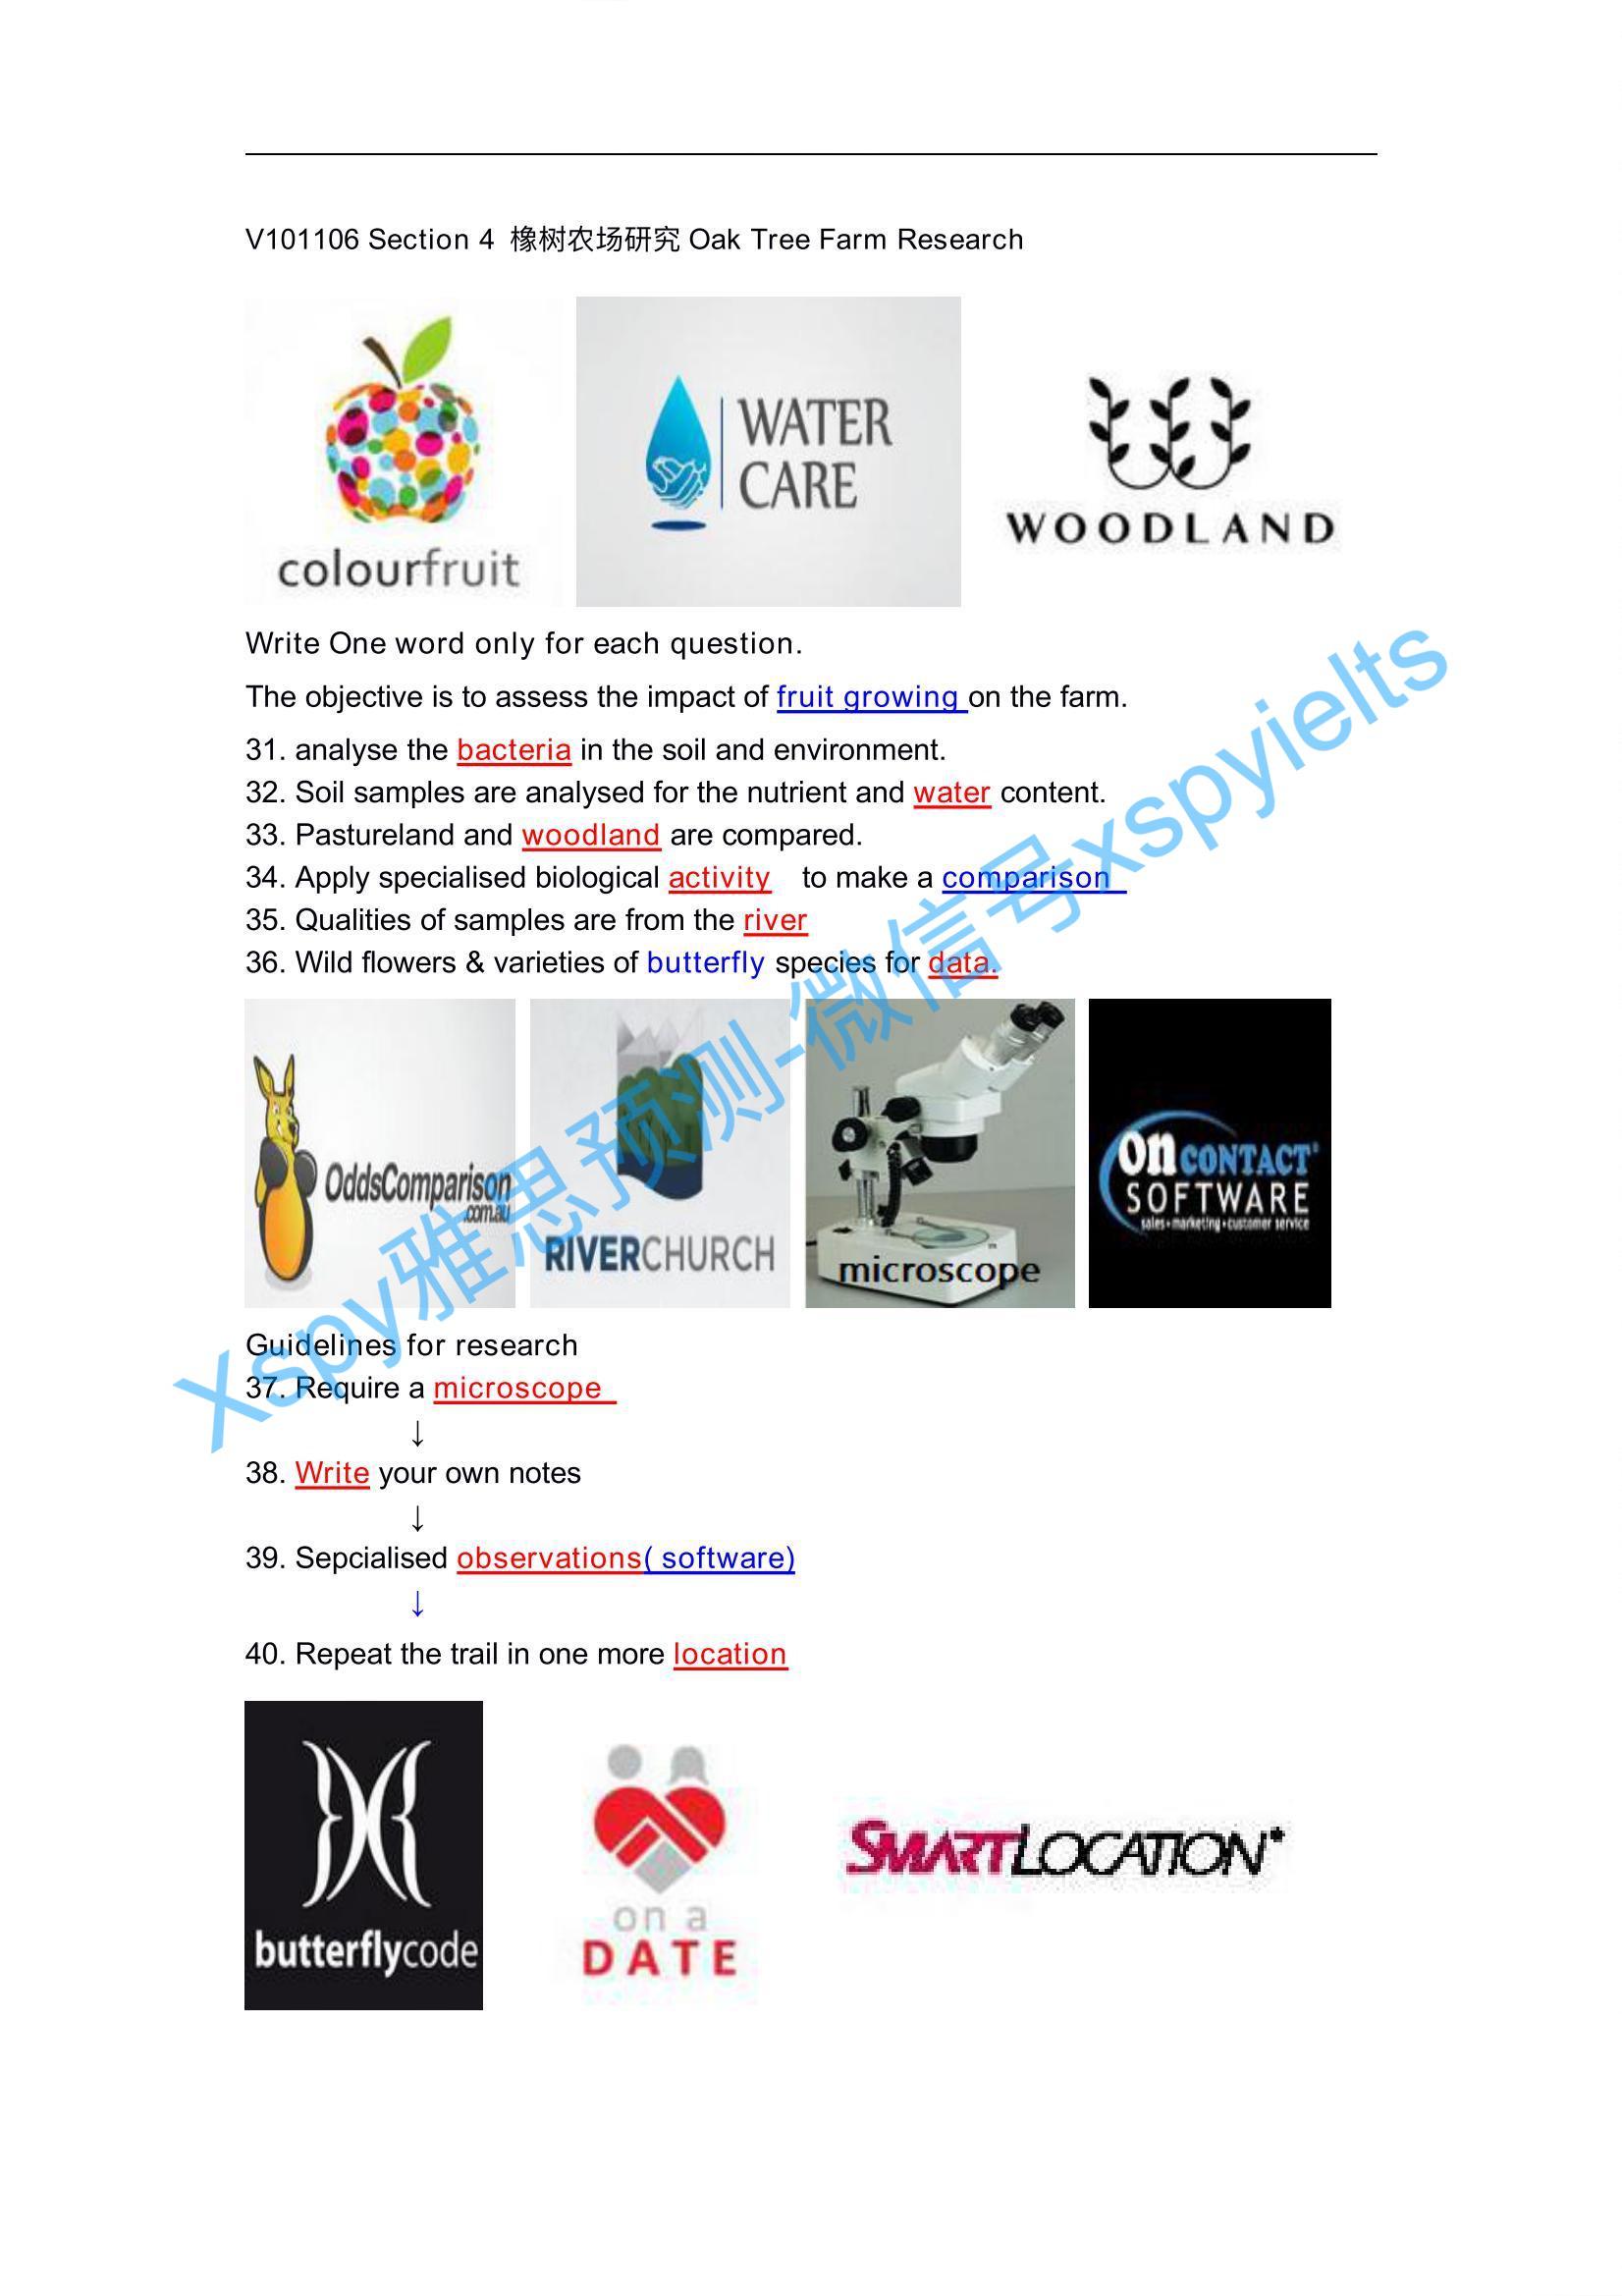 V101106 Section 4 橡树农场研究 Oak Tree Farm Research
colourfruit
WATER
CARE
WOODLAND
Write One word only for each question.
The objective is to assess the impact of fruit growing on the farm.
31. analyse the bacteria in the soil and environment.
32. Soil samples are analysed for the nutrient and water content.
33. Pastureland and woodland are compared.
34. Apply specialised biological activity to make a comparison
35. Qualities of samples are from the river
36. Wild flowers & varieties of butterfly species for data.
OddsComparison
.com.au
RIVERCHURCH
microscope
On CONTACT®
SOFTWARE
sales•marketing•customer service
Guidelines for research
37. Require a microscope
↓
38. Write your own notes
↓
39. Sepcialised observations( software)
↓
40. Repeat the trail in one more location
butterflycode
on a
DATE
SMARTLOCATION
Xspy雅思预测-微信号xspyielts